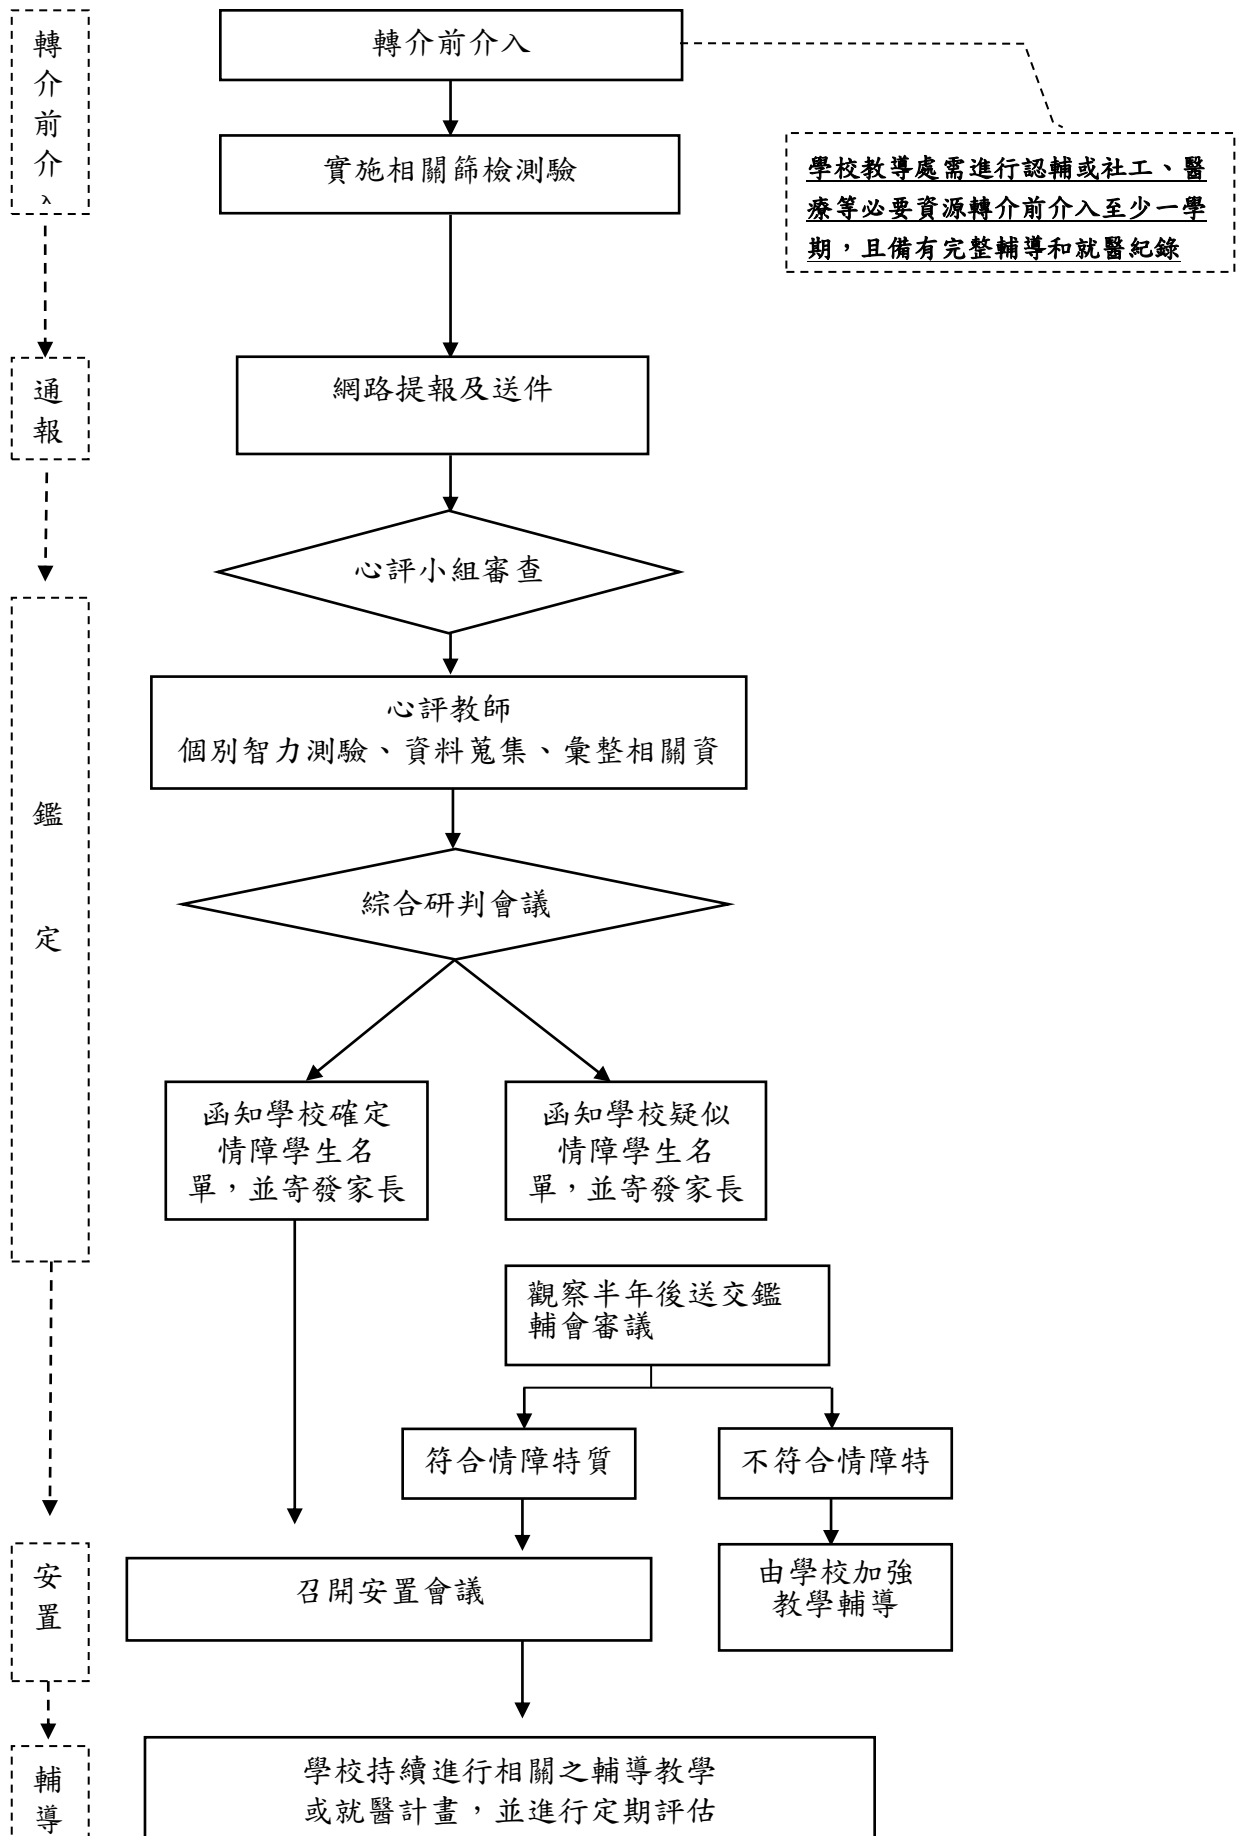 轉介前介入
轉介前介入
實施相關篩檢測驗
學校教導處需進行認輔或社工、醫
療等必要資源轉介前介入至少一學
期，且備有完整輔導和就醫紀錄
通報
網路提報及送件
心評小組審查
心評教師
個別智力測驗、資料蒐集、彙整相關資
鑑定
綜合研判會議
函知學校確定
情障學生名
單，並寄發家長
函知學校疑似
情障學生名
單，並寄發家長
觀察半年後送交鑑
輔會審議
符合情障特質
不符合情障特
安置
召開安置會議
由學校加強
教學輔導
輔導
學校持續進行相關之輔導教學
或就醫計畫，並進行定期評估